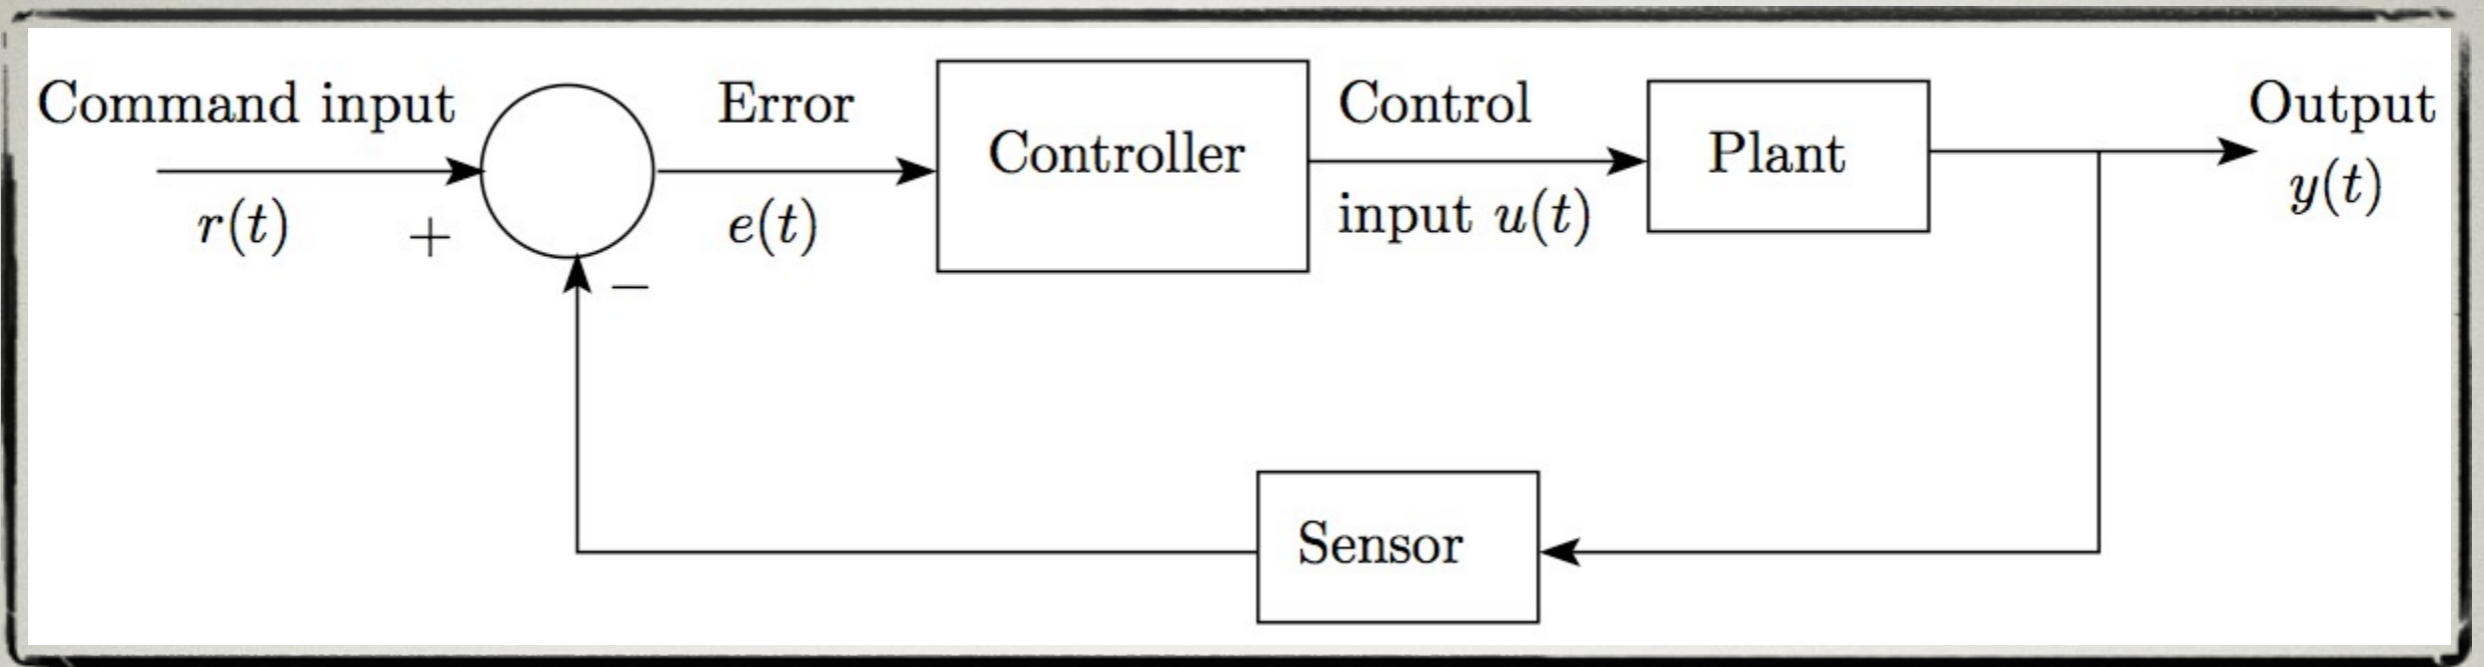 Command input
r(t)
+
−
Error
e(t)
Controller
Control
input u(t)
Plant
Output
y(t)
Sensor